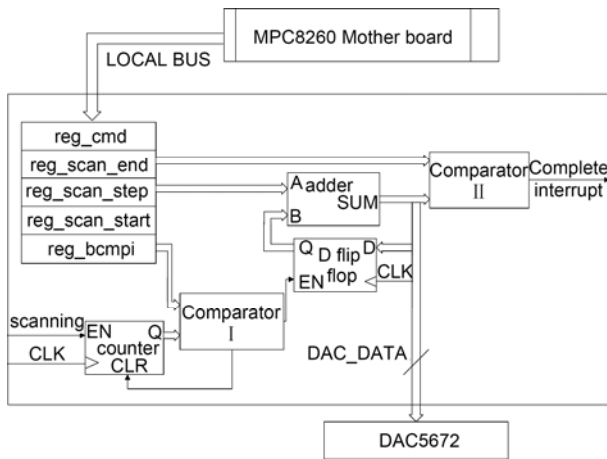 MPC8260 Mother board
LOCAL BUS
reg_cmd
reg_scan_end
reg_scan_step
reg_scan_start
reg_bcmpi
A adder
SUM
B
Comparator
II
Complete
interrupt
Q D
D flip
flop
EN
CLK
Comparator
I
scanning
CLK
EN Q
counter
CLR
DAC_DATA
DAC5672